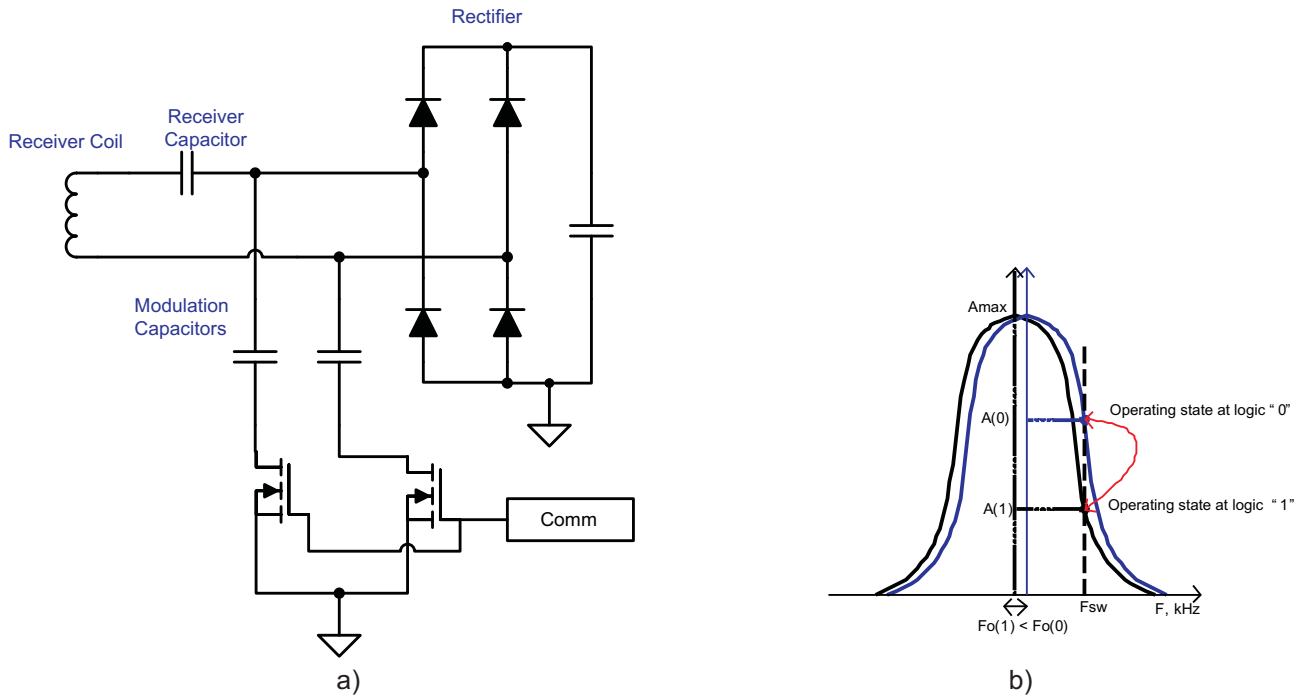 Rectifier
Receiver
Capacitor
Receiver Coil
Modulation
Capacitors
Comm
a)
Amax
A(0)
Operating state at logic “ 0”
A(1)
Operating state at logic “ 1”
Fsw
F, kHz
Fo(1) < Fo(0)
b)